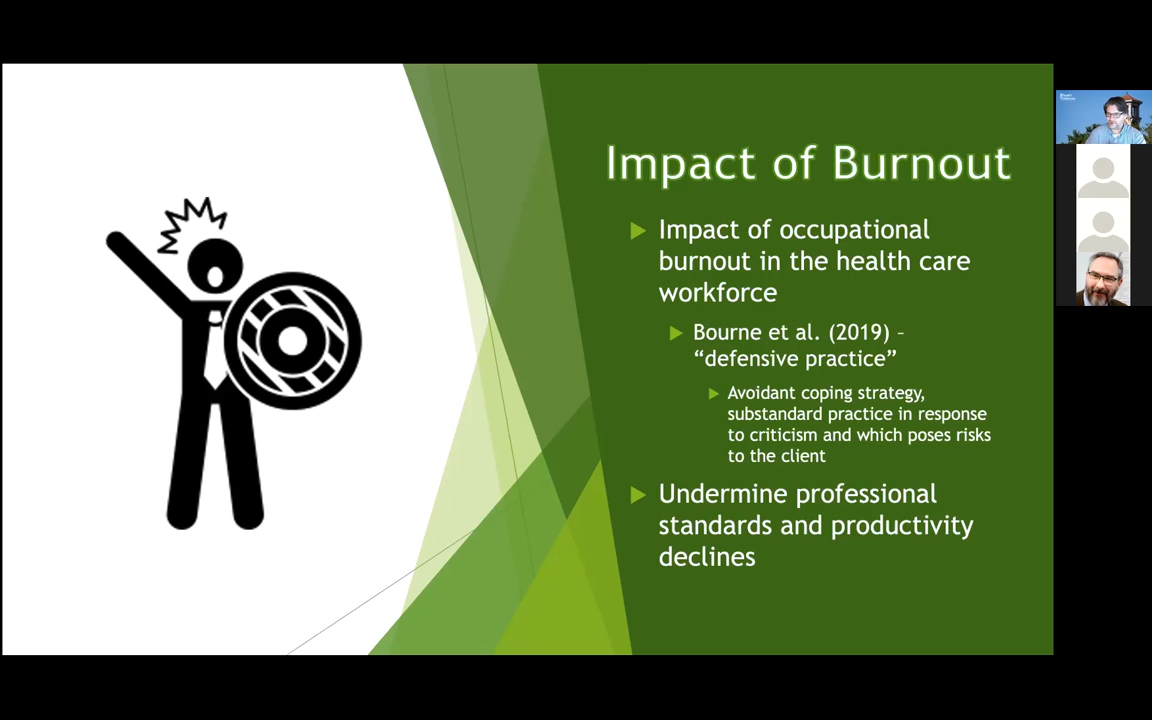 Impact of Burnout
Impact of occupational
burnout in the health care
workforce
Bourne et al. (2019) –
“defensive practice”
Avoidant coping strategy,
substandard practice in response
to criticism and which poses risks
to the client
Undermine professional
standards and productivity
declines